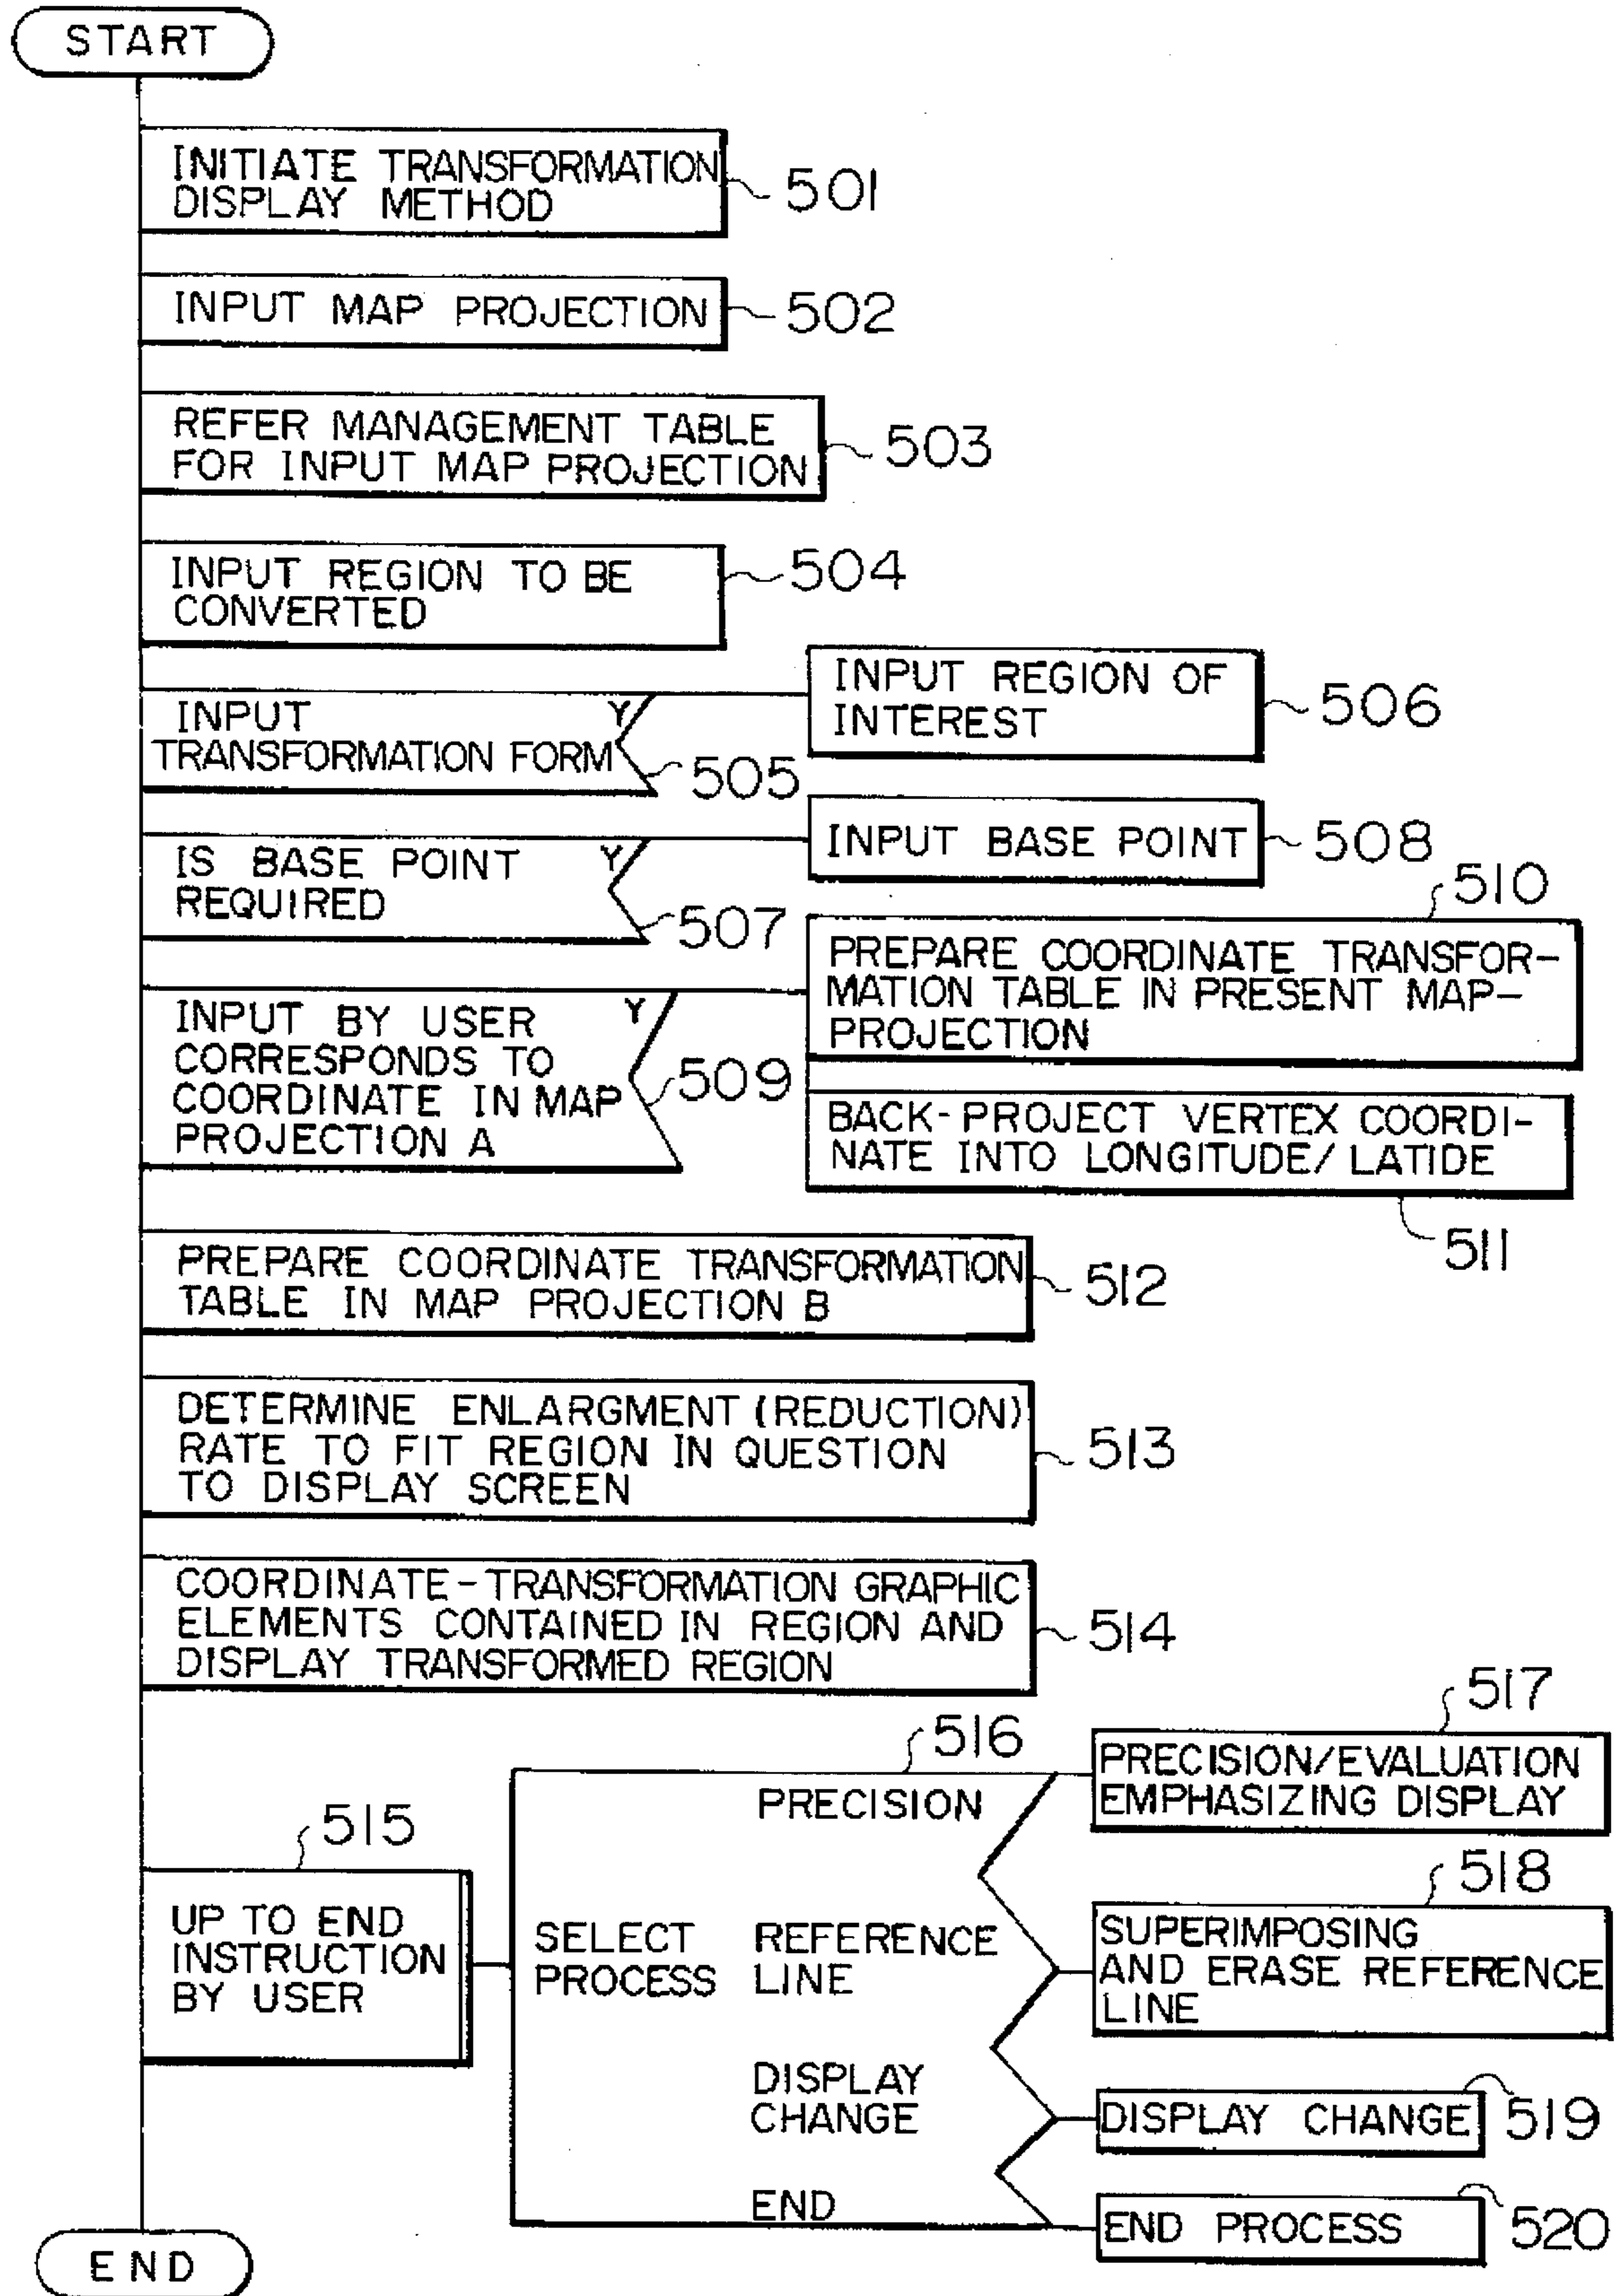 START
INITIATE TRANSFORMATION
DISPLAY METHOD
501
INPUT MAP PROJECTION
502
REFER MANAGEMENT TABLE
FOR INPUT MAP PROJECTION
503
INPUT REGION TO BE
CONVERTED
504
INPUT
TRANSFORMATION FORM
Y
505
INPUT REGION OF
INTEREST
506
IS BASE POINT
REQUIRED
Y
507
INPUT BASE POINT
508
INPUT BY USER
CORRESPONDS TO
COORDINATE IN MAP
PROJECTION A
Y
509
510
PREPARE COORDINATE TRANSFOR-
MATION TABLE IN PRESENT MAP-
PROJECTION
BACK-PROJECT VERTEX COORDI-
NATE INTO LONGITUDE/LATIDE
511
PREPARE COORDINATE TRANSFORMATION
TABLE IN MAP PROJECTION B
512
DETERMINE ENLARGMENT (REDUCTION)
RATE TO FIT REGION IN QUESTION
TO DISPLAY SCREEN
513
COORDINATE-TRANSFORMATION GRAPHIC
ELEMENTS CONTAINED IN REGION AND
DISPLAY TRANSFORMED REGION
514
515
UP TO END
INSTRUCTION
BY USER
516
SELECT
PROCESS
PRECISION
517
PRECISION/EVALUATION
EMPHASIZING DISPLAY
REFERENCE
LINE
518
SUPERIMPOSING
AND ERASE REFERENCE
LINE
DISPLAY
CHANGE
DISPLAY CHANGE
519
END
END PROCESS
520
END